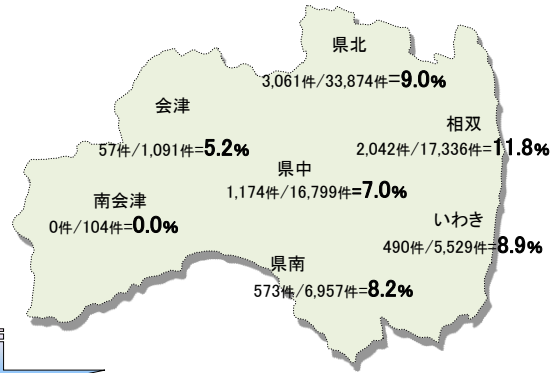 県北
3,061件/33,874件=9.0%
会津
57件/1,091件=5.2%
相双
2,042件/17,336件=11.8%
県中
1,174件/16,799件=7.0%
南会津
0件/104件=0.0%
いわき
490件/5,529件=8.9%
県南
573件/6,957件=8.2%